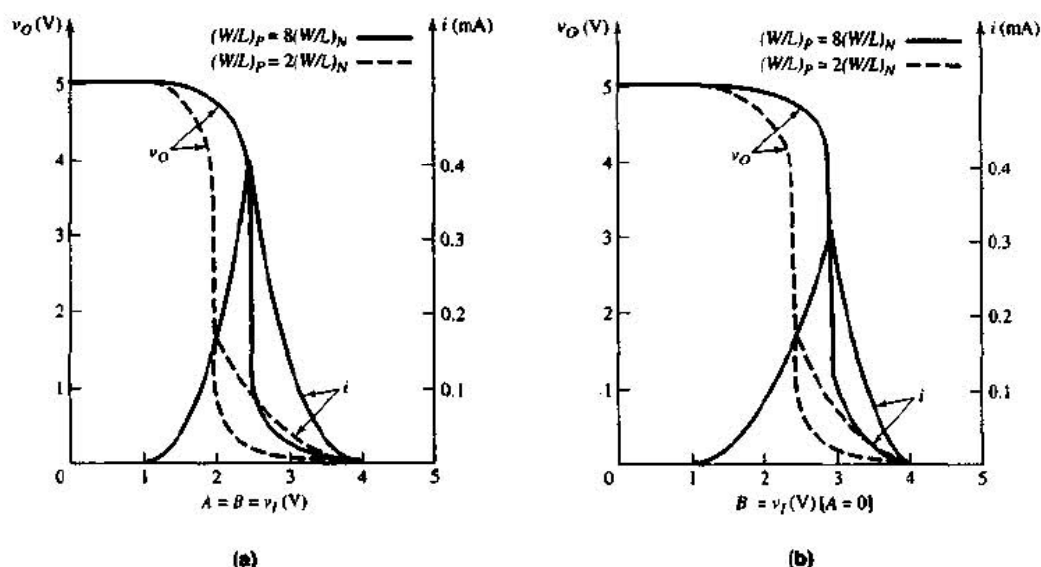 v_O (V)
i (mA)
(W/L)_P = 8(W/L)_N
(W/L)_P = 2(W/L)_N
5
4
3
2
1
0
v_O
0.4
0.3
0.2
0.1
i
1
2
3
4
5
A = B = v_I (V)
(a)
v_O (V)
i (mA)
(W/L)_P = 8(W/L)_N
(W/L)_P = 2(W/L)_N
5
4
3
2
1
0
v_O
0.4
0.3
0.2
0.1
i
1
2
3
4
5
B = v_I (V) [A = 0]
(b)